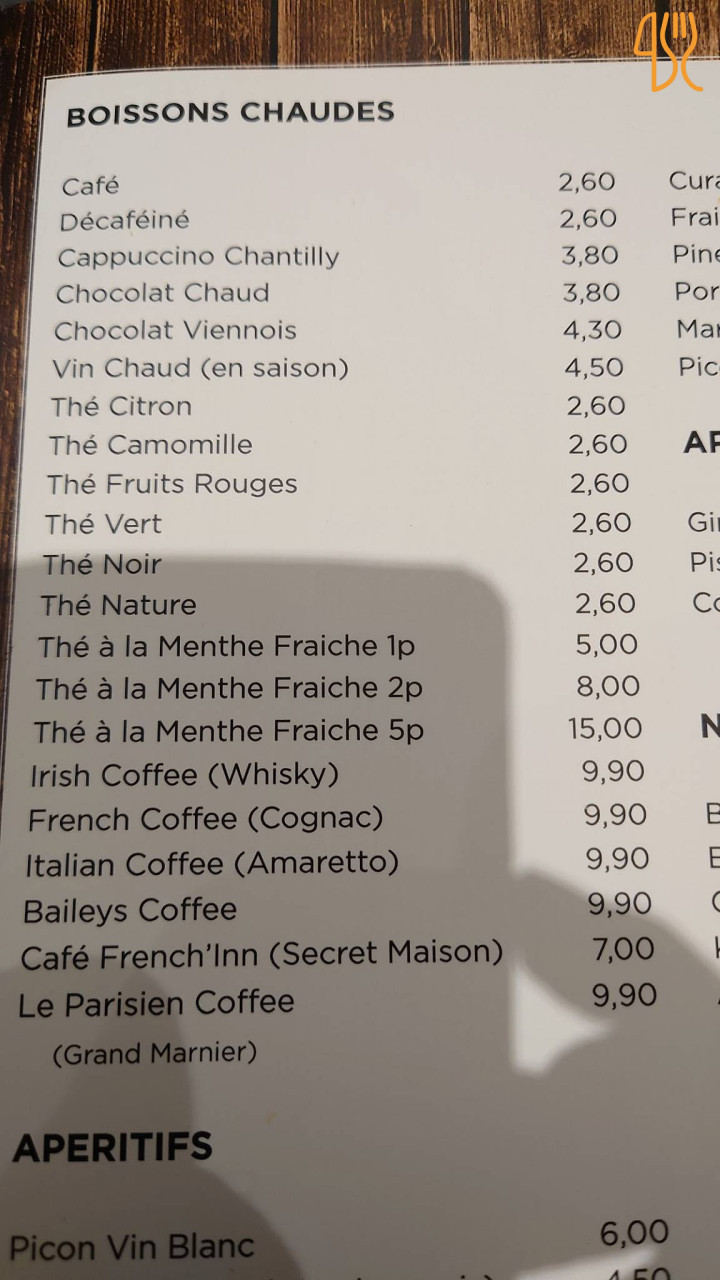 BOISSONS CHAUDES
Café 2,60
Décaféiné 2,60
Cappuccino Chantilly 3,80
Chocolat Chaud 3,80
Chocolat Viennois 4,30
Vin Chaud (en saison) 4,50
Thé Citron 2,60
Thé Camomille 2,60
Thé Fruits Rouges 2,60
Thé Vert 2,60
Thé Noir 2,60
Thé Nature 2,60
Thé à la Menthe Fraiche 1p 5,00
Thé à la Menthe Fraiche 2p 8,00
Thé à la Menthe Fraiche 5p 15,00
Irish Coffee (Whisky) 9,90
French Coffee (Cognac) 9,90
Italian Coffee (Amaretto) 9,90
Baileys Coffee 9,90
Café French'Inn (Secret Maison) 7,00
Le Parisien Coffee 9,90
(Grand Marnier)
APERITIFS
Picon Vin Blanc 6,00